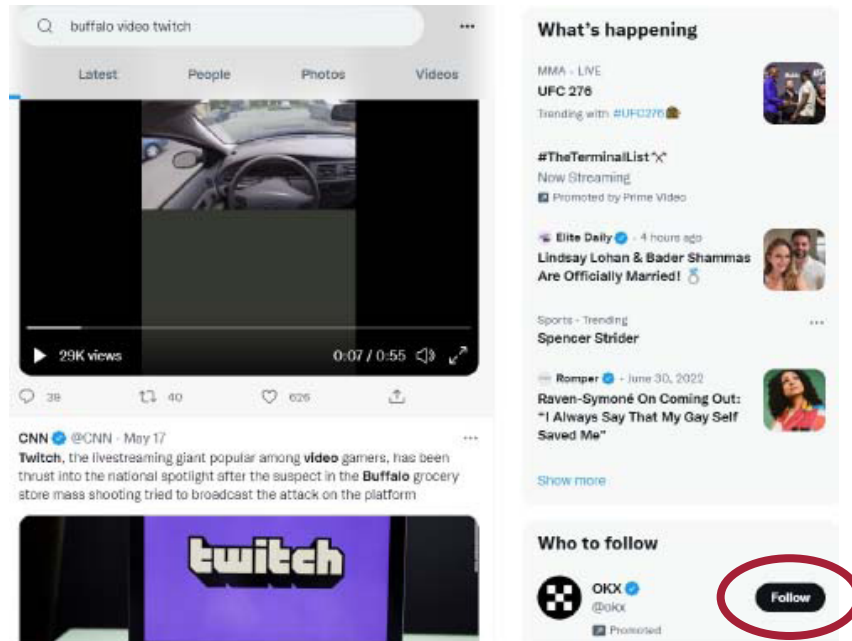 buffalo video twitch
Latest People Photos Videos
29K views 0:07 / 0:55
39 40 626
CNN @CNN · May 17
Twitch, the livestreaming giant popular among video gamers, has been
thrust into the national spotlight after the suspect in the Buffalo grocery
store mass shooting tried to broadcast the attack on the platform
twitch
What's happening
MMA · LIVE
UFC 276
Trending with #UFC276
#TheTerminalList
Now Streaming
Promoted by Prime Video
Elite Daily · 4 hours ago
Lindsay Lohan & Bader Shammas
Are Officially Married! 💍
Sports · Trending
Spencer Strider
Romper · June 30, 2022
Raven-Symoné On Coming Out:
"I Always Say That My Gay Self
Saved Me"
Show more
Who to follow
OKX
@okx
Follow
Promoted